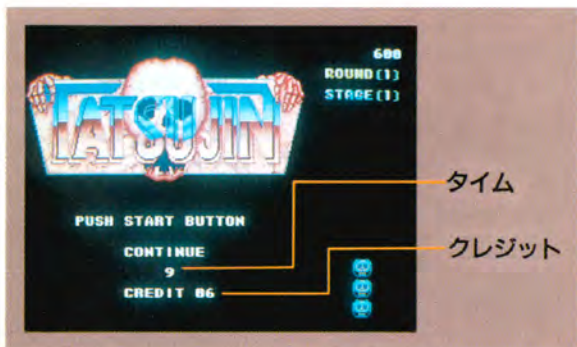 600
ROUND(1)
STAGE(1)
TATSUJIN
タイム
PUSH START BUTTON
クレジット
CONTINUE
9
CREDIT 06